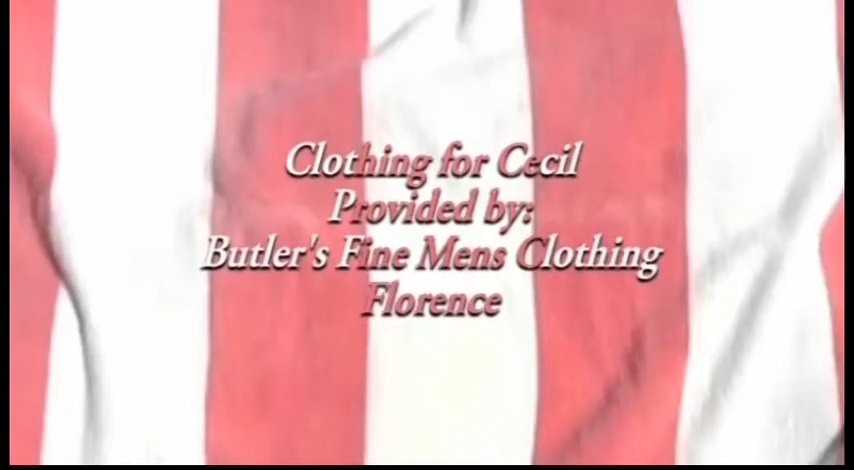 Clothing for Cecil
Provided by:
Butler's Fine Mens Clothing
Florence